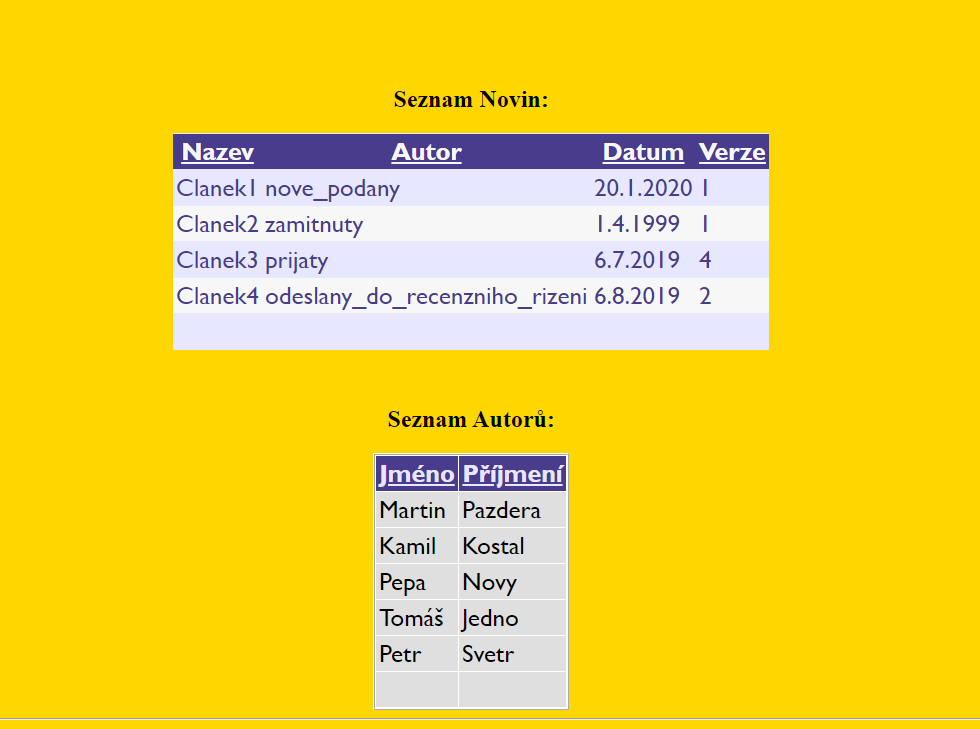 Seznam Novin:
Nazev Autor Datum Verze
Clanek1 nove_podany 20.1.2020 1
Clanek2 zamitnuty 1.4.1999 1
Clanek3 prijaty 6.7.2019 4
Clanek4 odeslany_do_recenzniho_rizeni 6.8.2019 2
Seznam Autorů:
Jméno Příjmení
Martin Pazdera
Kamil Kostal
Pepa Novy
Tomáš Jedno
Petr Svetr